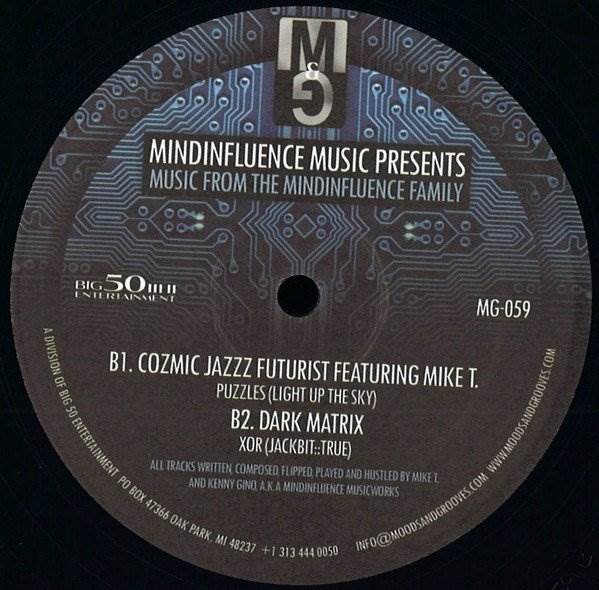 M
&
G
MINDINFLUENCE MUSIC PRESENTS
MUSIC FROM THE MINDINFLUENCE FAMILY
BIG 50
ENTERTAINMENT
MG-059
B1. COZMIC JAZZZ FUTURIST FEATURING MIKE T.
PUZZLES (LIGHT UP THE SKY)
B2. DARK MATRIX
XOR (JACKBIT::TRUE)
ALL TRACKS WRITTEN, COMPOSED, FLIPPED, PLAYED AND HUSTLED BY MIKE T.
AND KENNY GINO, A.K.A MINDINFLUENCE MUSICWORKS
A DIVISION OF BIG 50 ENTERTAINMENT PO BOX 47366 OAK PARK, MI 48237 +1 313 444 0050 INFO@MOODSANDGROOVES.COM WWW.MOODSANDGROOVES.COM